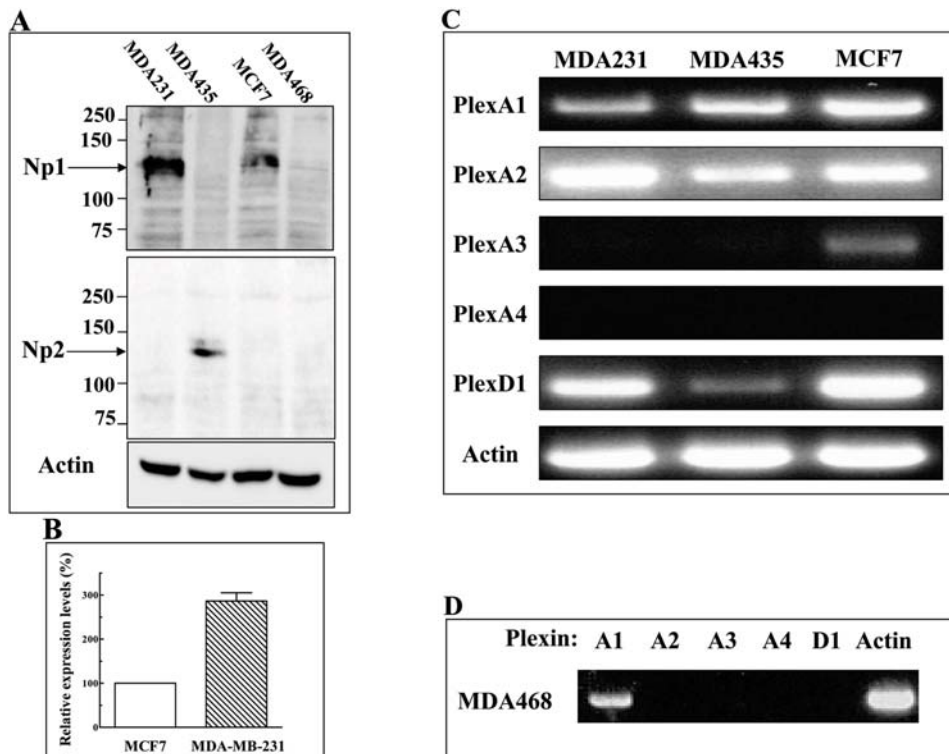 A
MDA231 MDA435 MCF7 MDA468
250
150
Np1
100
75
250
150
Np2
100
75
Actin
B
Relative expression levels (%)
300
100
0
MCF7 MDA-MB-231
C
MDA231 MDA435 MCF7
PlexA1
PlexA2
PlexA3
PlexA4
PlexD1
Actin
D
Plexin: A1 A2 A3 A4 D1 Actin
MDA468